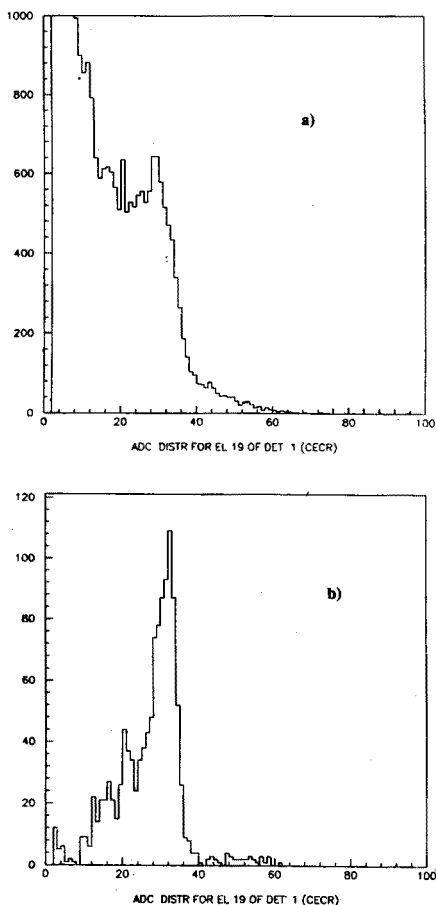 1000
800
600
400
200
0
a)
0 20 40 60 80 100
ADC DISTR FOR EL 19 OF DET 1 (CECR)
120
100
80
60
40
20
0
b)
0 20 40 60 80 100
ADC DISTR FOR EL 19 OF DET 1 (CECR)